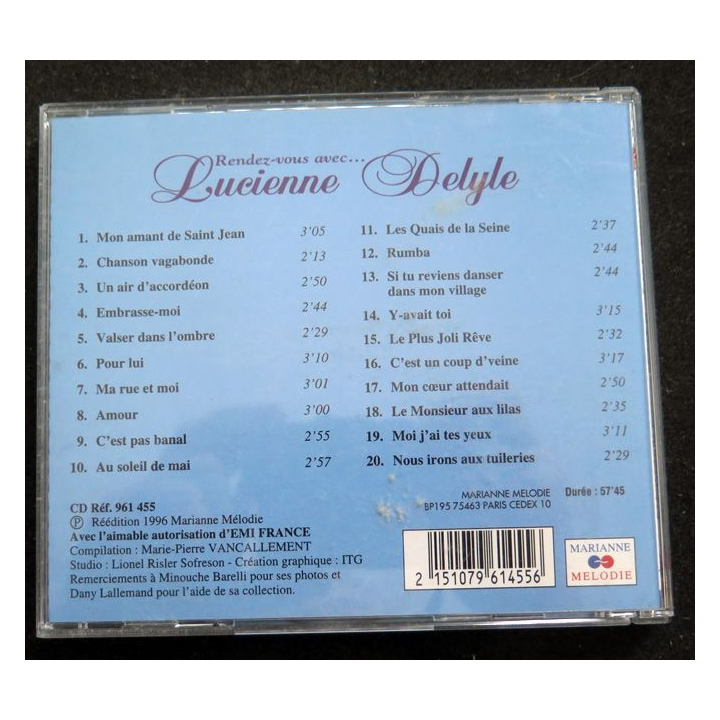 Rendez-vous avec...
Lucienne Delyle
1. Mon amant de Saint Jean 3'05
2. Chanson vagabonde 2'13
3. Un air d'accordéon 2'50
4. Embrasse-moi 2'44
5. Valser dans l'ombre 2'29
6. Pour lui 3'10
7. Ma rue et moi 3'01
8. Amour 3'00
9. C'est pas banal 2'55
10. Au soleil de mai 2'57
11. Les Quais de la Seine 2'37
12. Rumba 2'44
13. Si tu reviens danser 2'44
dans mon village
14. Y-avait toi 3'15
15. Le Plus Joli Rêve 2'32
16. C'est un coup d'veine 3'17
17. Mon cœur attendait 2'50
18. Le Monsieur aux lilas 2'35
19. Moi j'ai tes yeux 3'11
20. Nous irons aux tuileries 2'29
CD Réf. 961 455
Ⓟ Réédition 1996 Marianne Mélodie
Avec l'aimable autorisation d'EMI FRANCE
Compilation : Marie-Pierre VANCALLEMENT
Studio : Lionel Risler Sofreson - Création graphique : ITG
Remerciements à Minouche Barelli pour ses photos et
Dany Lallemand pour l'aide de sa collection.
MARIANNE MELODIE
BP195 75463 PARIS CEDEX 10
Durée : 57'45
2 151079 614556
MARIANNE
MELODIE